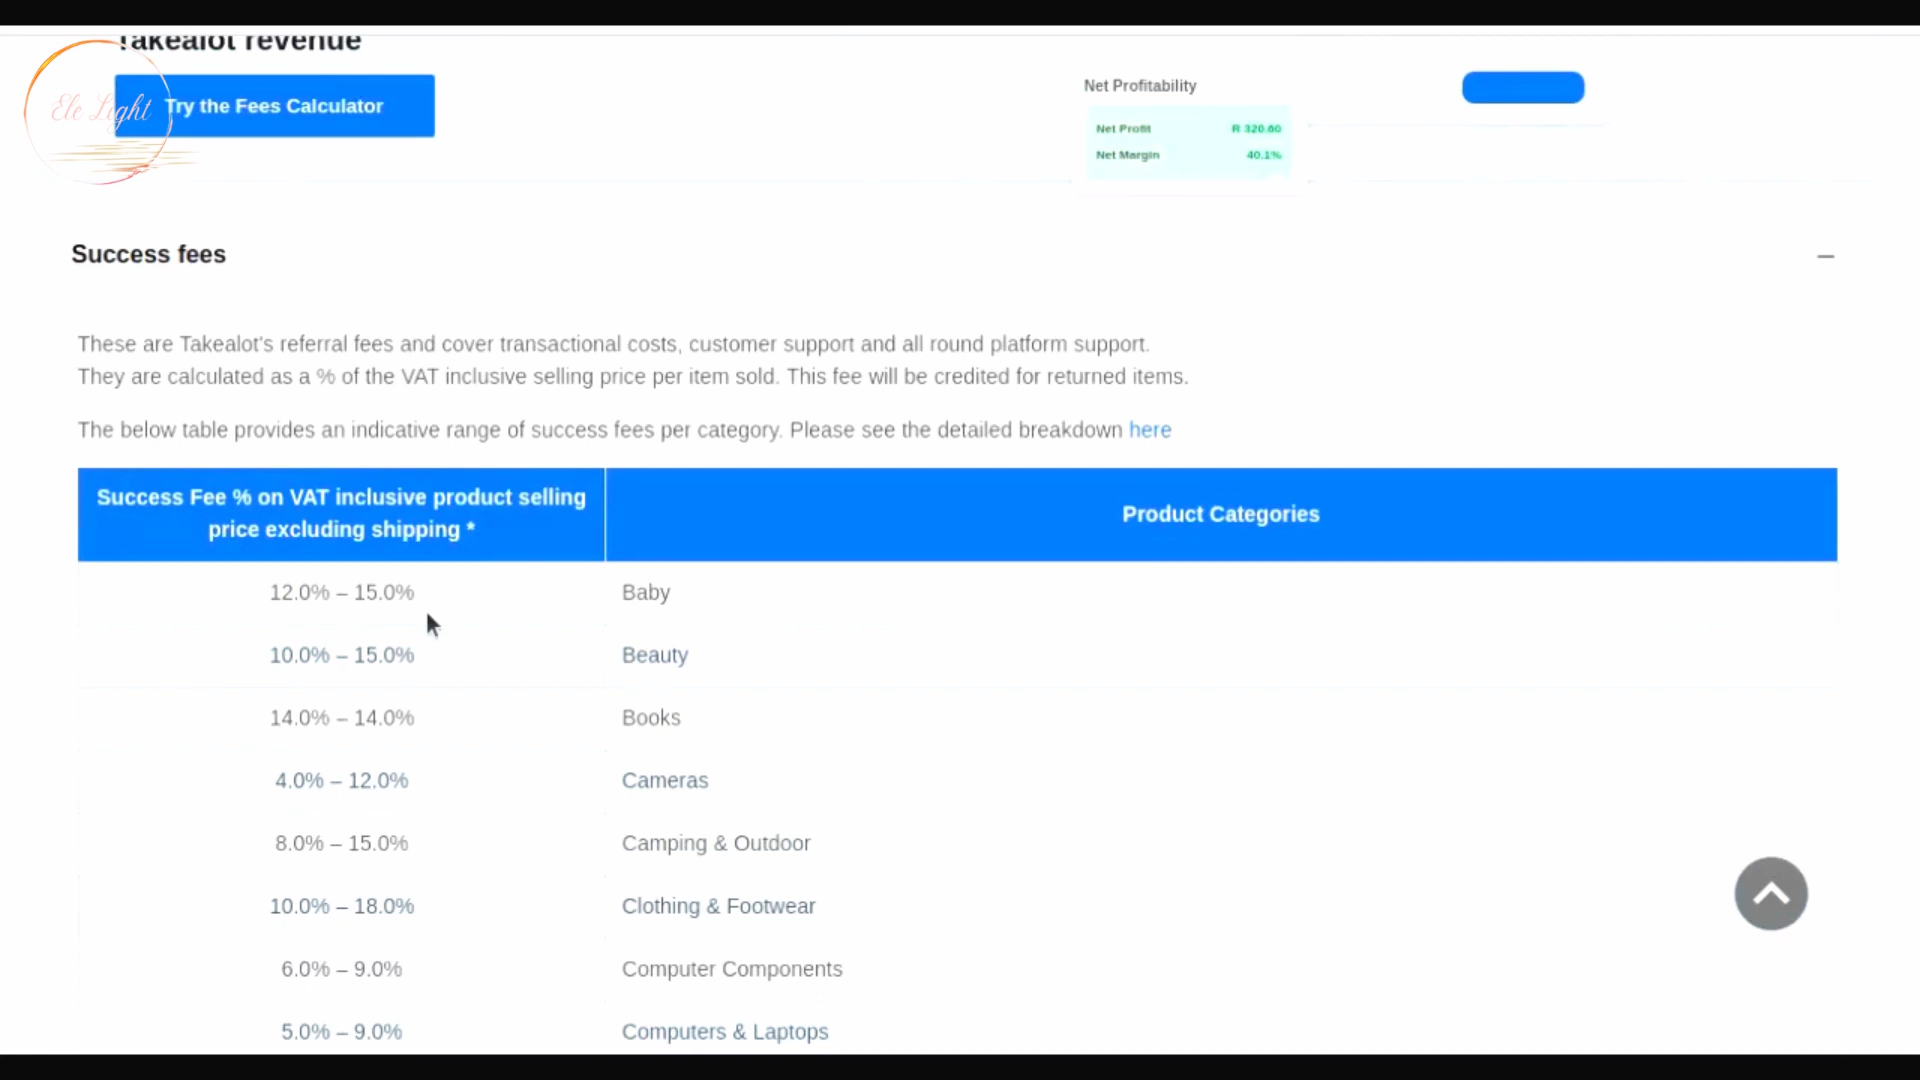 Takealot revenue
Ele Light
Try the Fees Calculator
Net Profitability
Net Profit R 320.60
Net Margin 40.1%
Success fees
These are Takealot's referral fees and cover transactional costs, customer support and all round platform support.
They are calculated as a % of the VAT inclusive selling price per item sold. This fee will be credited for returned items.
The below table provides an indicative range of success fees per category. Please see the detailed breakdown here
Success Fee % on VAT inclusive product selling
price excluding shipping *
Product Categories
12.0% – 15.0% Baby
10.0% – 15.0% Beauty
14.0% – 14.0% Books
4.0% – 12.0% Cameras
8.0% – 15.0% Camping & Outdoor
10.0% – 18.0% Clothing & Footwear
6.0% – 9.0% Computer Components
5.0% – 9.0% Computers & Laptops